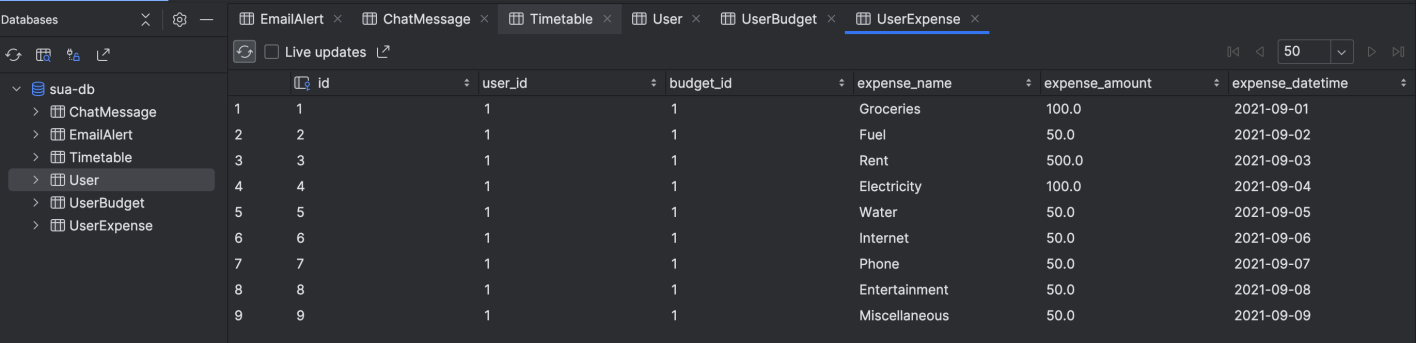 Databases
EmailAlert ChatMessage Timetable User UserBudget UserExpense
Live updates 50
sua-db
ChatMessage
EmailAlert
Timetable
User
UserBudget
UserExpense
id user_id budget_id expense_name expense_amount expense_datetime
1 1 1 1 Groceries 100.0 2021-09-01
2 2 1 1 Fuel 50.0 2021-09-02
3 3 1 1 Rent 500.0 2021-09-03
4 4 1 1 Electricity 100.0 2021-09-04
5 5 1 1 Water 50.0 2021-09-05
6 6 1 1 Internet 50.0 2021-09-06
7 7 1 1 Phone 50.0 2021-09-07
8 8 1 1 Entertainment 50.0 2021-09-08
9 9 1 1 Miscellaneous 50.0 2021-09-09